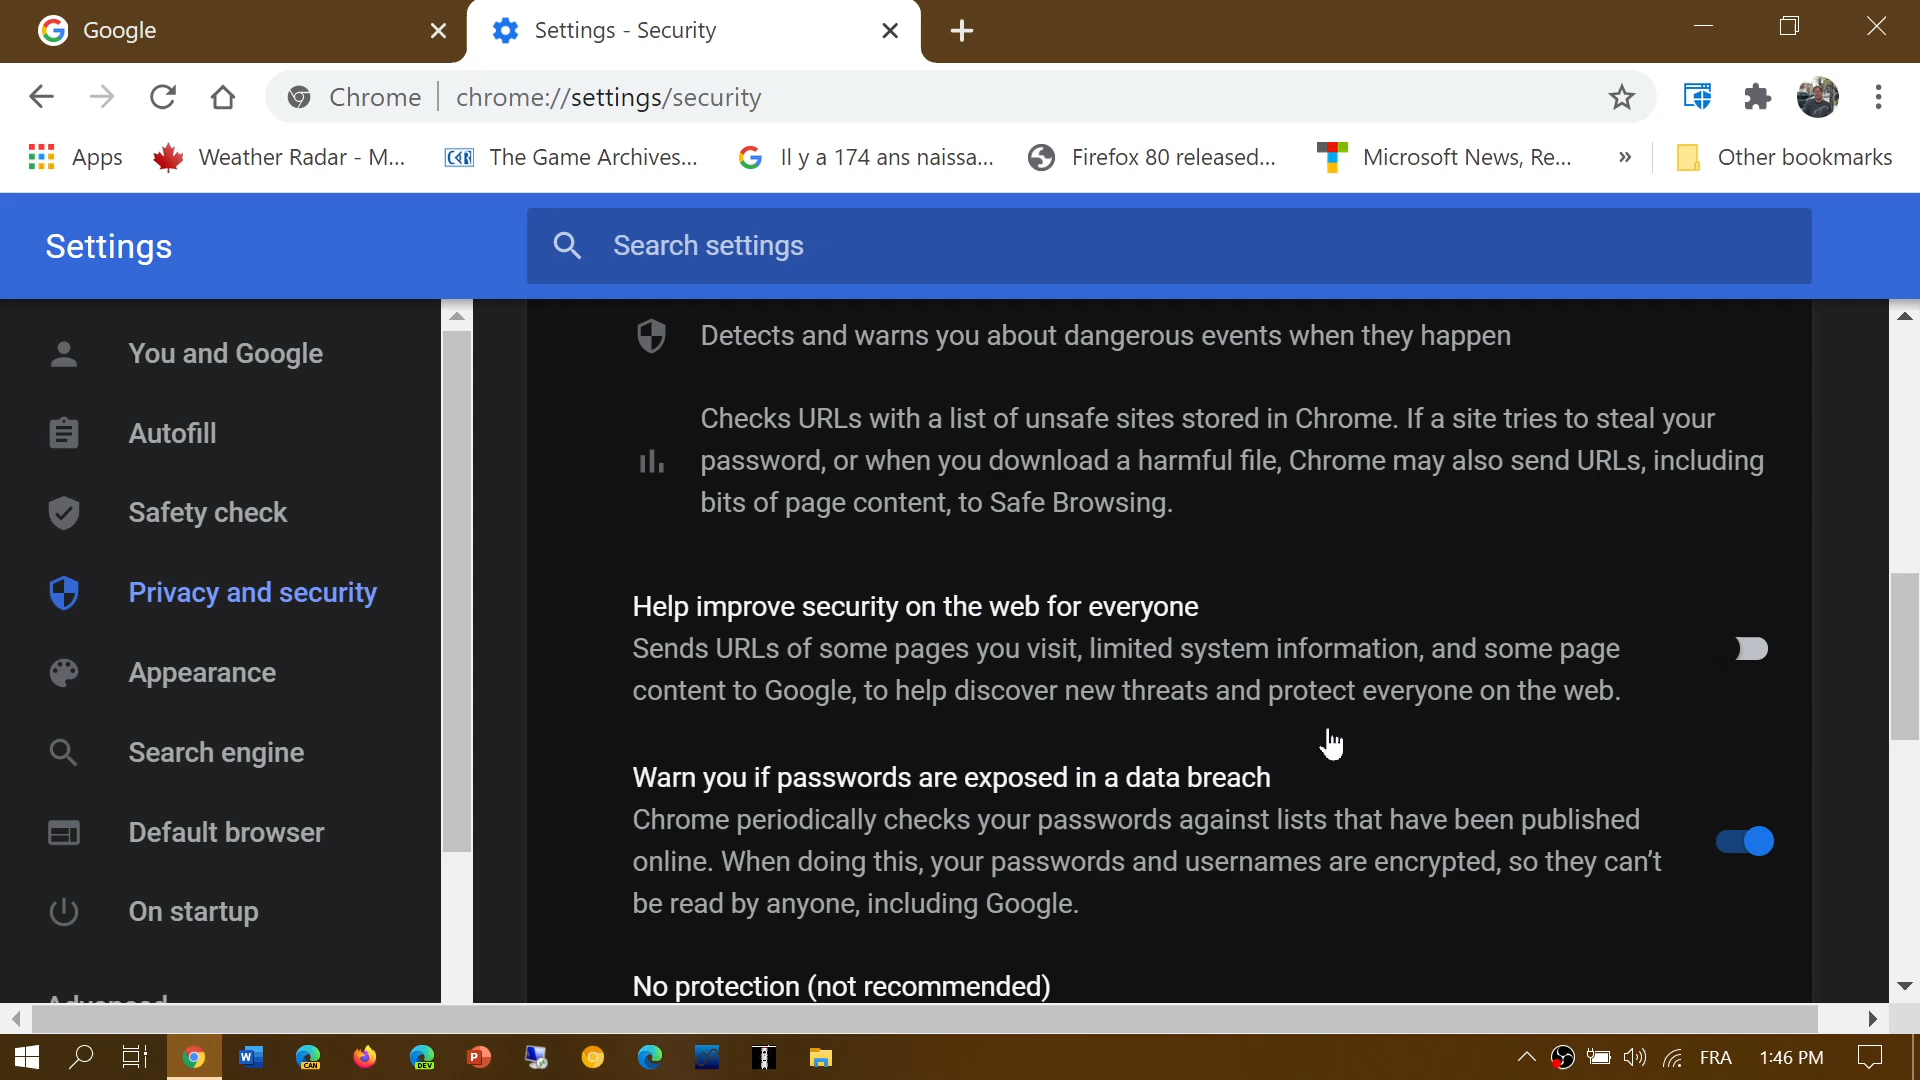 Google
Settings - Security
Chrome
chrome://settings/security
Apps
Weather Radar - M...
C&R
The Game Archives...
Il y a 174 ans naissa...
Firefox 80 released...
Microsoft News, Re...
»
Other bookmarks
Settings
Search settings
You and Google
Autofill
Safety check
Privacy and security
Appearance
Search engine
Default browser
On startup
Advanced
Detects and warns you about dangerous events when they happen
Checks URLs with a list of unsafe sites stored in Chrome. If a site tries to steal your
password, or when you download a harmful file, Chrome may also send URLs, including
bits of page content, to Safe Browsing.
Help improve security on the web for everyone
Sends URLs of some pages you visit, limited system information, and some page
content to Google, to help discover new threats and protect everyone on the web.
Warn you if passwords are exposed in a data breach
Chrome periodically checks your passwords against lists that have been published
online. When doing this, your passwords and usernames are encrypted, so they can't
be read by anyone, including Google.
No protection (not recommended)
CAN
DEV
FRA
1:46 PM